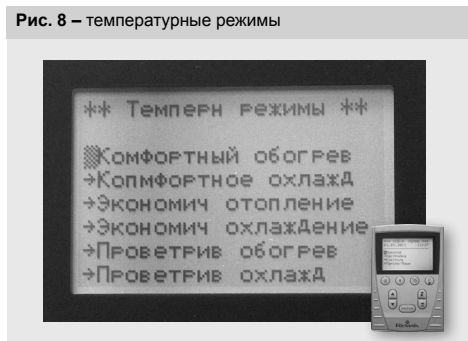 Рис. 8 – температурные режимы
** Темперн режимы **
Комфортный обогрев
→Копмфортное охлажд
→Экономич отопление
→Экономич охлаждение
→Проветрив обогрев
→Проветрив охлажд